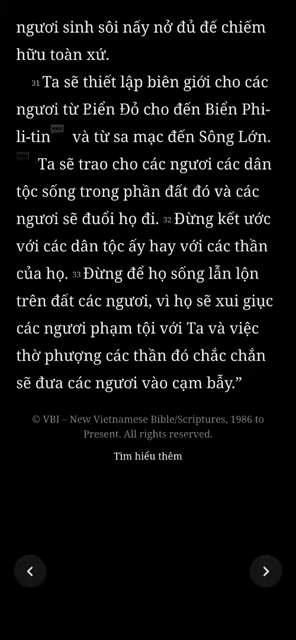 ngươi sinh sôi nẩy nở đủ để chiếm
hữu toàn xứ.
31 Ta sẽ thiết lập biên giới cho các
ngươi từ Biển Đỏ cho đến Biển Phi-
li-tin và từ sa mạc đến Sông Lớn.
Ta sẽ trao cho các ngươi các dân
tộc sống trong phần đất đó và các
ngươi sẽ đuổi họ đi. 32 Đừng kết ước
với các dân tộc ấy hay với các thần
của họ. 33 Đừng để họ sống lẫn lộn
trên đất các ngươi, vì họ sẽ xui giục
các ngươi phạm tội với Ta và việc
thờ phượng các thần đó chắc chắn
sẽ đưa các ngươi vào cạm bẫy.”
© VBI – New Vietnamese Bible/Scriptures, 1986 to
Present. All rights reserved.
Tìm hiểu thêm